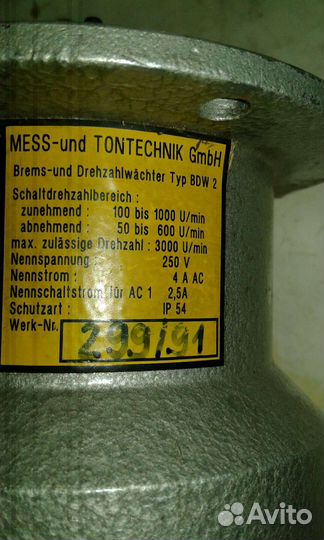 MESS-und TONTECHNIK GmbH
Brems-und Drehzahlwächter Typ BDW 2
Schaltdrehzahlbereich :
zunehmend : 100 bis 1000 U/min
abnehmend : 50 bis 600 U/min
max. zulässige Drehzahl : 3000 U/min
Nennspannung : 250 V
Nennstrom : 4 A AC
Nennschaltstrom für AC 1 2,5A
Schutzart : IP 54
Werk-Nr. 299/91
Avito